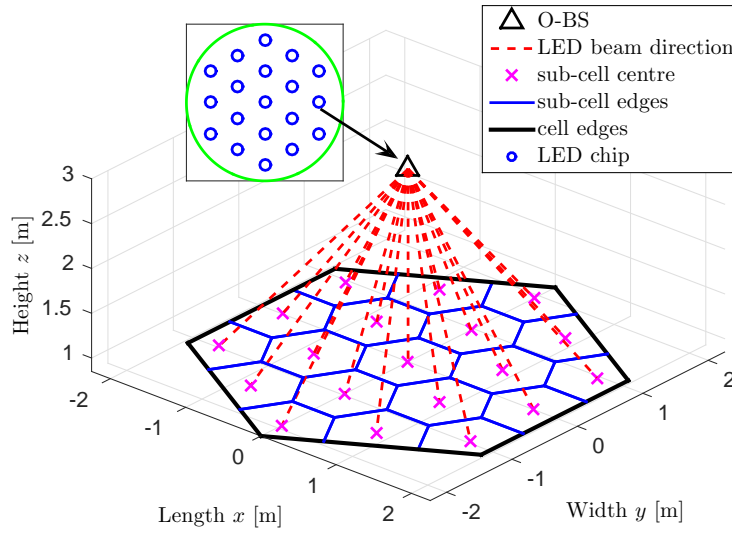 O-BS
LED beam direction
sub-cell centre
sub-cell edges
cell edges
LED chip
3
2.5
2
1.5
1
Height z [m]
-2
-1
0
1
2
Length x [m]
-2
-1
0
1
2
Width y [m]